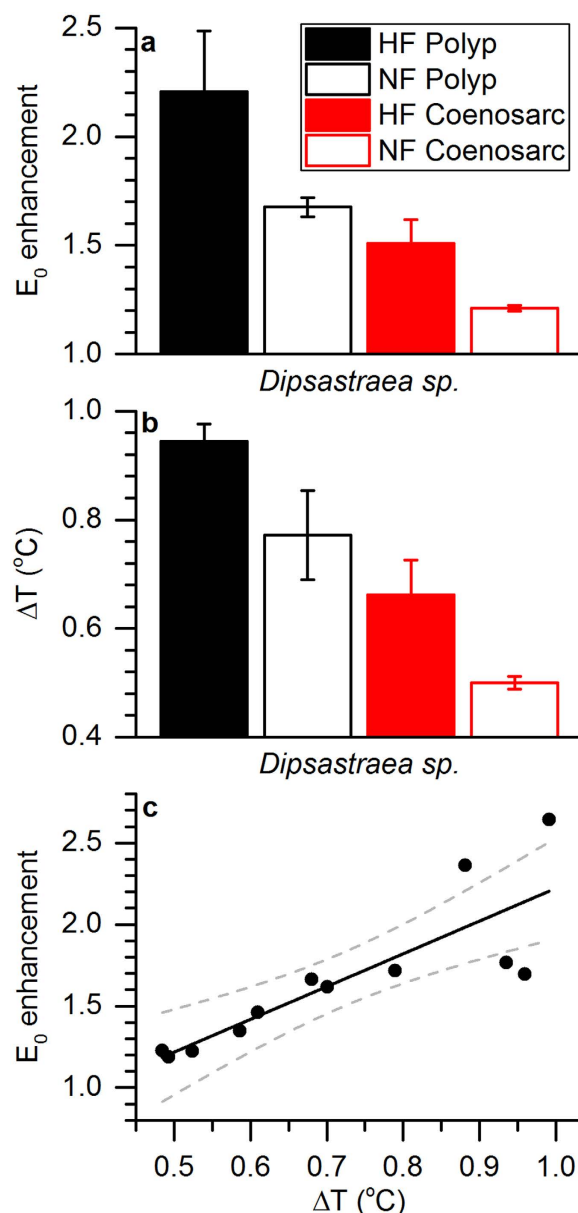 a
HF Polyp
NF Polyp
HF Coenosarc
NF Coenosarc
E₀ enhancement
2.5
2.0
1.5
1.0
Dipsastraea sp.
b
ΔT (°C)
1.0
0.8
0.6
0.4
Dipsastraea sp.
c
E₀ enhancement
2.5
2.0
1.5
1.0
0.5 0.6 0.7 0.8 0.9 1.0
ΔT (°C)